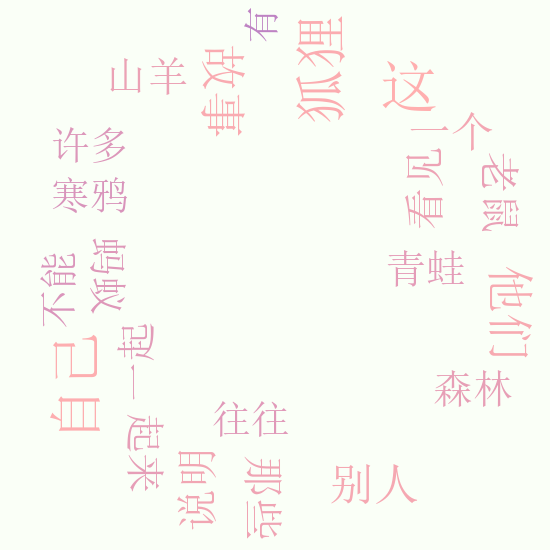 有
狐狸
故事
山羊
这
一个
许多
看见
老鼠
寒鸦
青蛙
不能
蚂蚁
他们
一起
自己
森林
往往
起来
说明
那些
别人